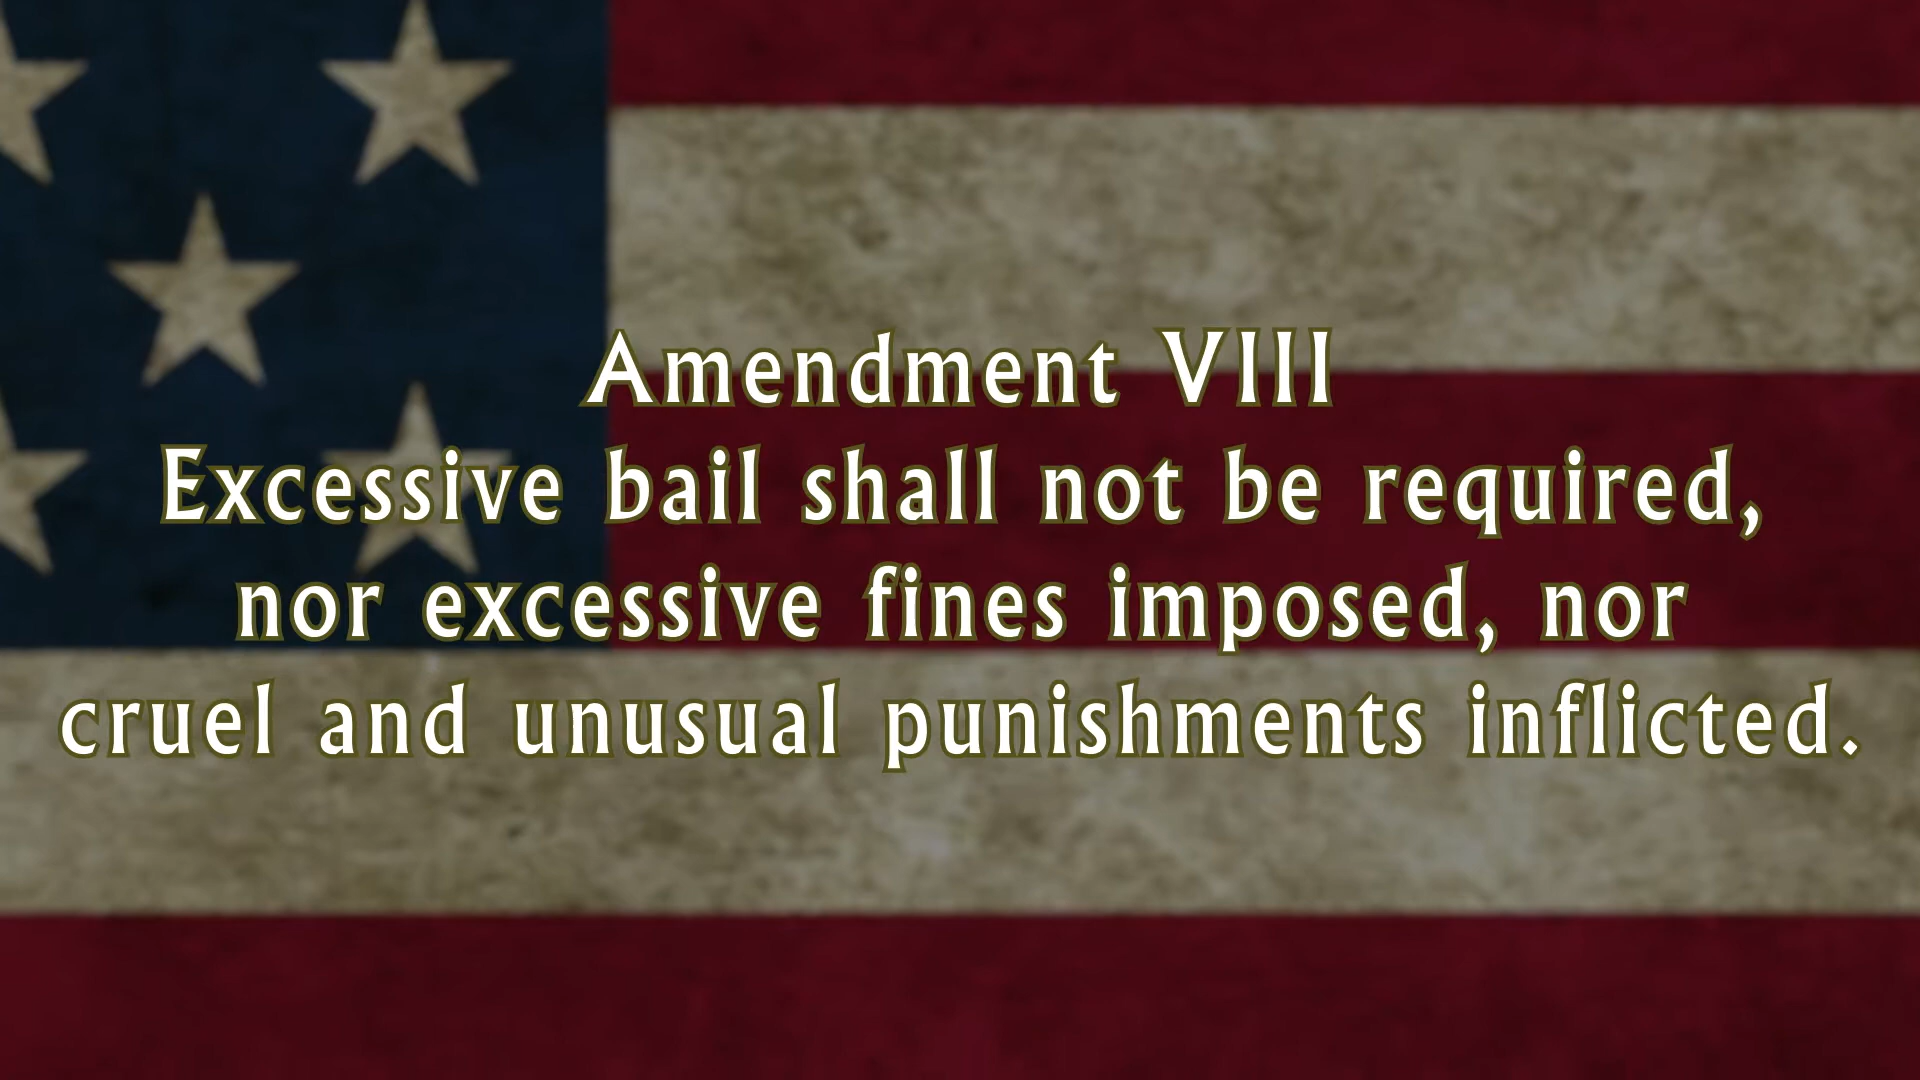 Amendment VIII
Excessive bail shall not be required,
nor excessive fines imposed, nor
cruel and unusual punishments inflicted.